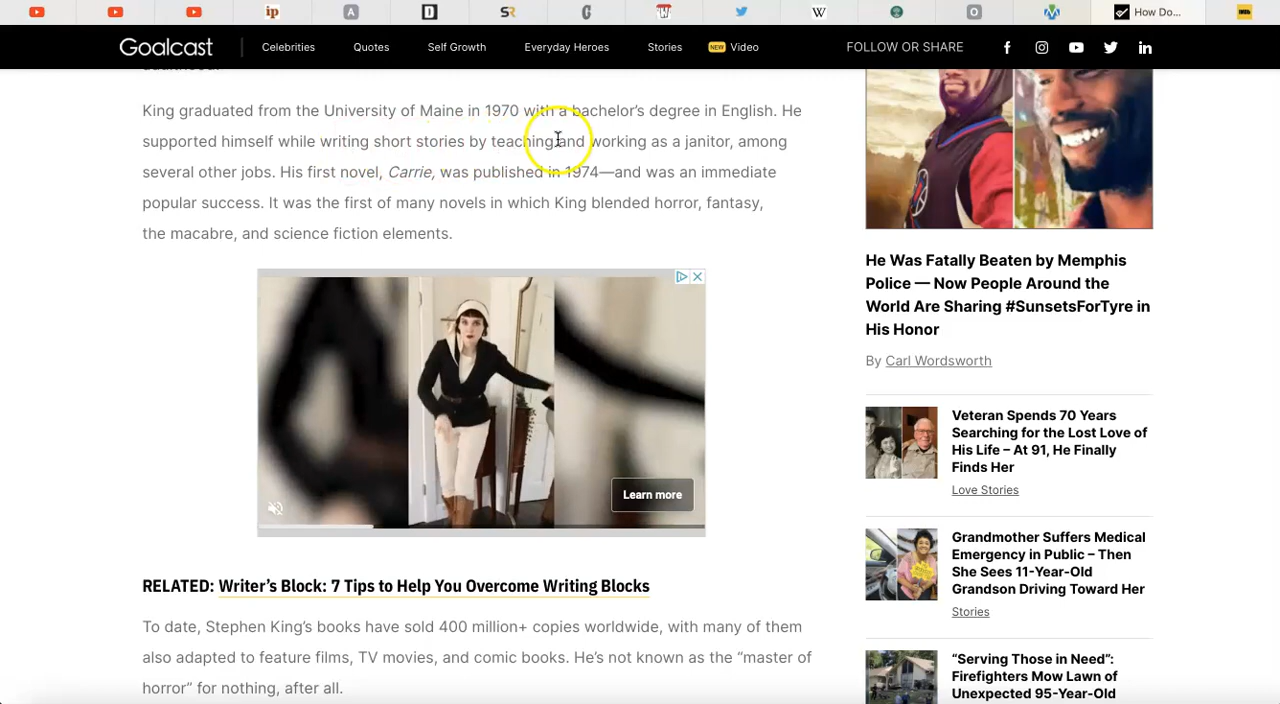 How Do...
Goalcast
Celebrities
Quotes
Self Growth
Everyday Heroes
Stories
NEW Video
FOLLOW OR SHARE
King graduated from the University of Maine in 1970 with a bachelor's degree in English. He
supported himself while writing short stories by teaching and working as a janitor, among
several other jobs. His first novel, Carrie, was published in 1974—and was an immediate
popular success. It was the first of many novels in which King blended horror, fantasy,
the macabre, and science fiction elements.
Learn more
RELATED: Writer's Block: 7 Tips to Help You Overcome Writing Blocks
To date, Stephen King's books have sold 400 million+ copies worldwide, with many of them
also adapted to feature films, TV movies, and comic books. He's not known as the “master of
horror” for nothing, after all.
He Was Fatally Beaten by Memphis
Police — Now People Around the
World Are Sharing #SunsetsForTyre in
His Honor
By Carl Wordsworth
Veteran Spends 70 Years
Searching for the Lost Love of
His Life – At 91, He Finally
Finds Her
Love Stories
Grandmother Suffers Medical
Emergency in Public – Then
She Sees 11-Year-Old
Grandson Driving Toward Her
Stories
“Serving Those in Need”:
Firefighters Mow Lawn of
Unexpected 95-Year-Old